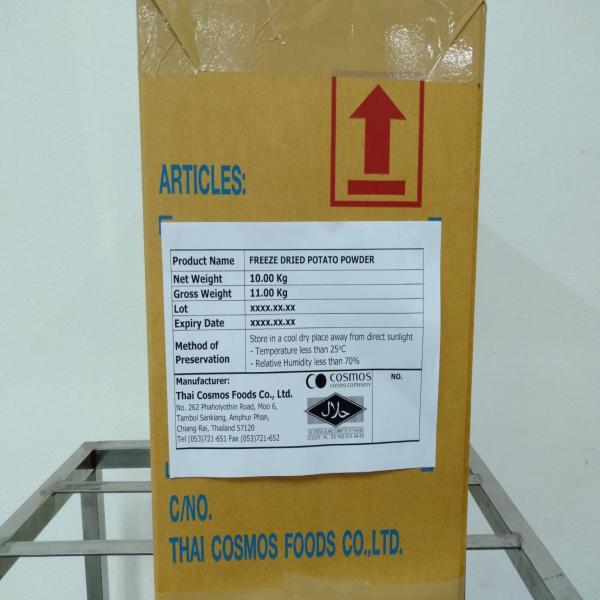 ARTICLES:
Product Name FREEZE DRIED POTATO POWDER
Net Weight 10.00 Kg
Gross Weight 11.00 Kg
Lot xxxx.xx.xx
Expiry Date xxxx.xx.xx
Method of Preservation Store in a cool dry place away from direct sunlight
- Temperature less than 25°C
- Relative Humidity less than 70%
Manufacturer:
Thai Cosmos Foods Co., Ltd.
No. 262 Phaholyothin Road, Moo 6,
Tambol Sanklang, Amphur Phan,
Chiang Rai, Thailand 57120
Tel (053)721-651 Fax (053)721-652
COSMOS
FOODS COMPANY
NO.
حلال
C/NO.
THAI COSMOS FOODS CO.,LTD.